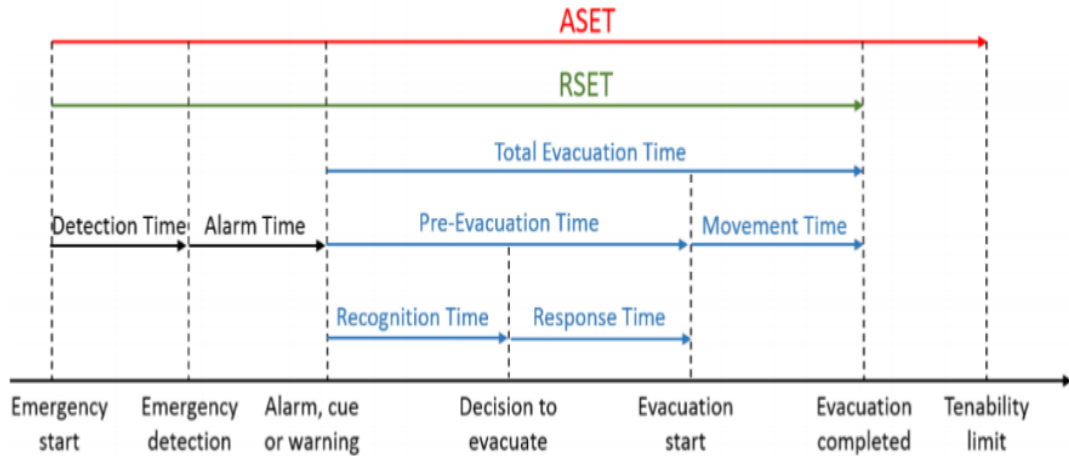 ASET
RSET
Total Evacuation Time
Detection Time
Alarm Time
Pre-Evacuation Time
Movement Time
Recognition Time
Response Time
Emergency
start
Emergency
detection
Alarm, cue
or warning
Decision to
evacuate
Evacuation
start
Evacuation
completed
Tenability
limit